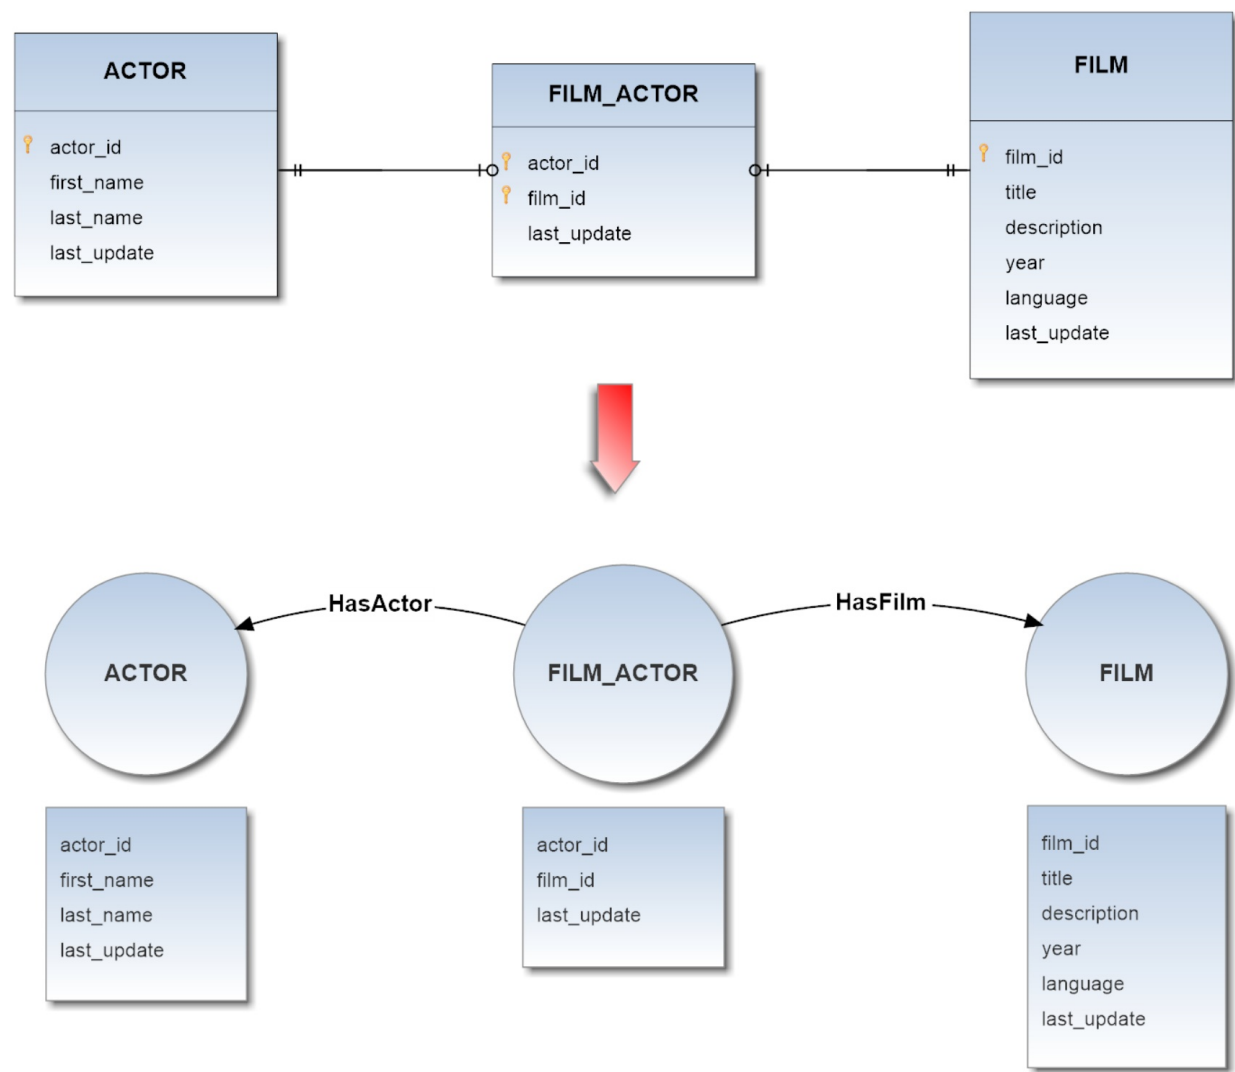 ACTOR
actor_id
first_name
last_name
last_update
FILM_ACTOR
actor_id
film_id
last_update
FILM
film_id
title
description
year
language
last_update
HasActor
HasFilm
ACTOR
FILM_ACTOR
FILM
actor_id
first_name
last_name
last_update
actor_id
film_id
last_update
film_id
title
description
year
language
last_update